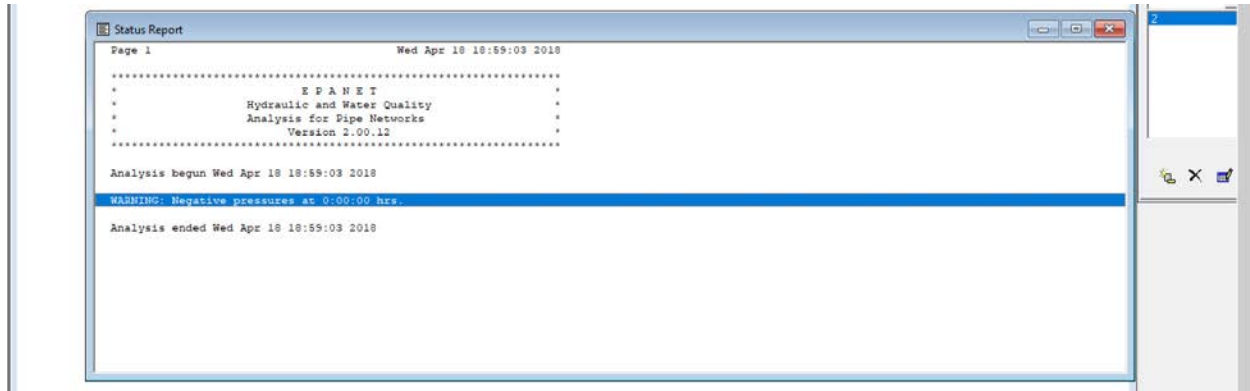 Status Report
2
Page 1 Wed Apr 18 18:59:03 2018
******************************************************************
* E P A N E T *
* Hydraulic and Water Quality *
* Analysis for Pipe Networks *
* Version 2.00.12 *
******************************************************************
Analysis begun Wed Apr 18 18:59:03 2018
WARNING: Negative pressures at 0:00:00 hrs.
Analysis ended Wed Apr 18 18:59:03 2018